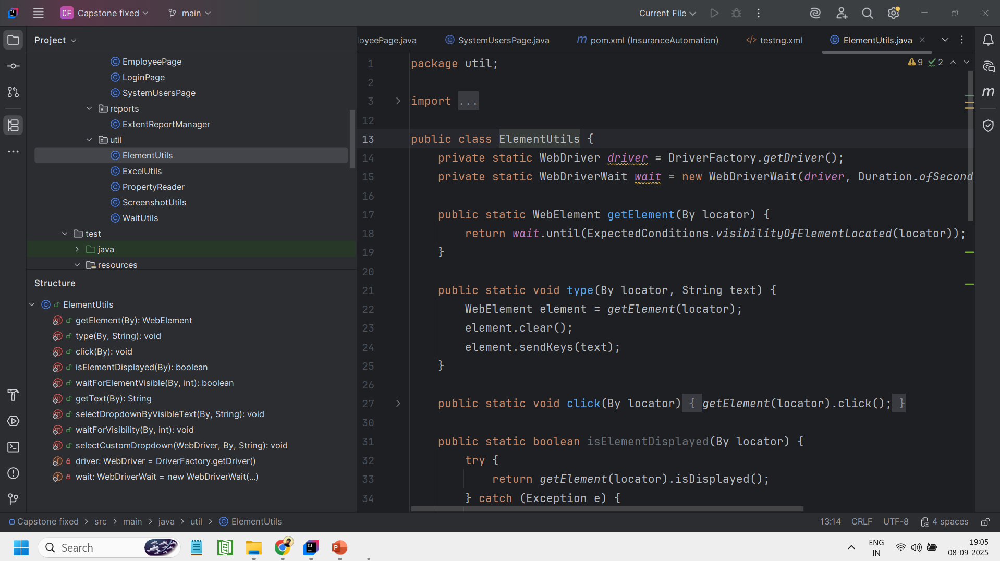 CF Capstone fixed main Current File
Project
EmployeePage
LoginPage
SystemUsersPage
reports
ExtentReportManager
util
ElementUtils
ExcelUtils
PropertyReader
ScreenshotUtils
WaitUtils
test
java
resources
Structure
ElementUtils
getElement(By): WebElement
type(By, String): void
click(By): void
isElementDisplayed(By): boolean
waitForElementVisible(By, int): boolean
getText(By): String
selectDropdownByVisibleText(By, String): void
waitForVisibility(By, int): void
selectCustomDropdown(WebDriver, By, String): void
driver: WebDriver = DriverFactory.getDriver()
wait: WebDriverWait = new WebDriverWait(...)
oyeePage.java SystemUsersPage.java pom.xml (InsuranceAutomation) testng.xml ElementUtils.java
9 2
1 package util;
2
3 import ...
12
13 public class ElementUtils {
14 private static WebDriver driver = DriverFactory.getDriver();
15 private static WebDriverWait wait = new WebDriverWait(driver, Duration.ofSecond
16
17 public static WebElement getElement(By locator) {
18 return wait.until(ExpectedConditions.visibilityOfElementLocated(locator));
19 }
20
21 public static void type(By locator, String text) {
22 WebElement element = getElement(locator);
23 element.clear();
24 element.sendKeys(text);
25 }
26
27 public static void click(By locator) { getElement(locator).click(); }
30
31 public static boolean isElementDisplayed(By locator) {
32 try {
33 return getElement(locator).isDisplayed();
34 } catch (Exception e) {
Capstone fixed > src > main > java > util > ElementUtils 13:14 CRLF UTF-8 4 spaces
Search
ENG
IN
19:05
08-09-2025